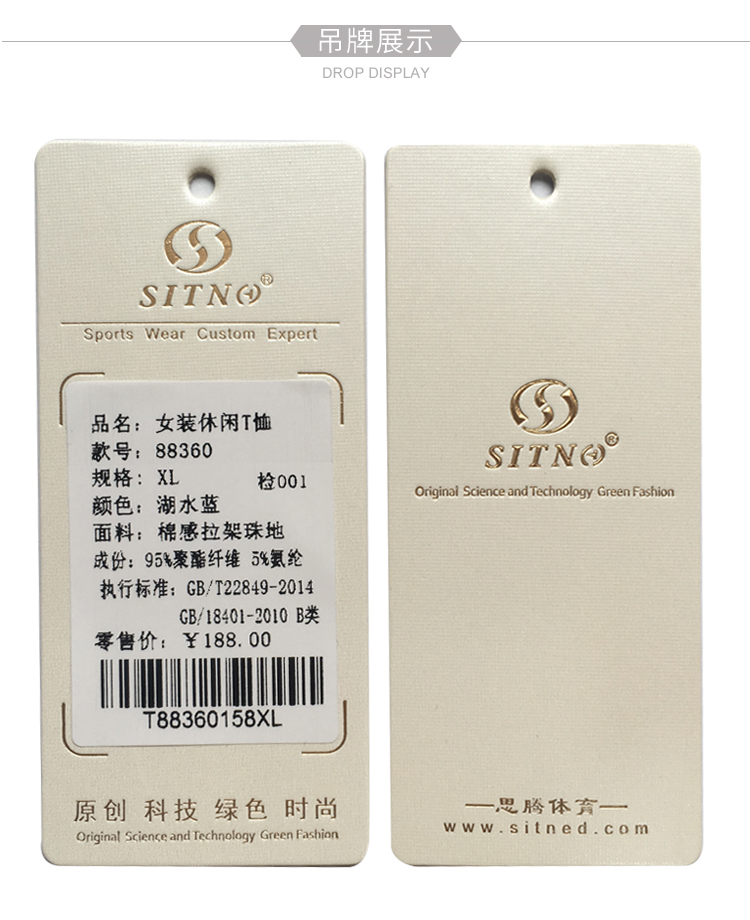 吊牌展示
DROP DISPLAY
SITNO®
Sports Wear Custom Expert
品名：女装休闲T恤
款号：88360
规格：XL 检001
颜色：湖水蓝
面料：棉感拉架珠地
成份：95%聚酯纤维 5%氨纶
执行标准：GB/T22849-2014
GB/18401-2010 B类
零售价：￥188.00
T88360158XL
原创 科技 绿色 时尚
Original Science and Technology Green Fashion
SITNO®
Original Science and Technology Green Fashion
—思腾体育—
www.sitned.com